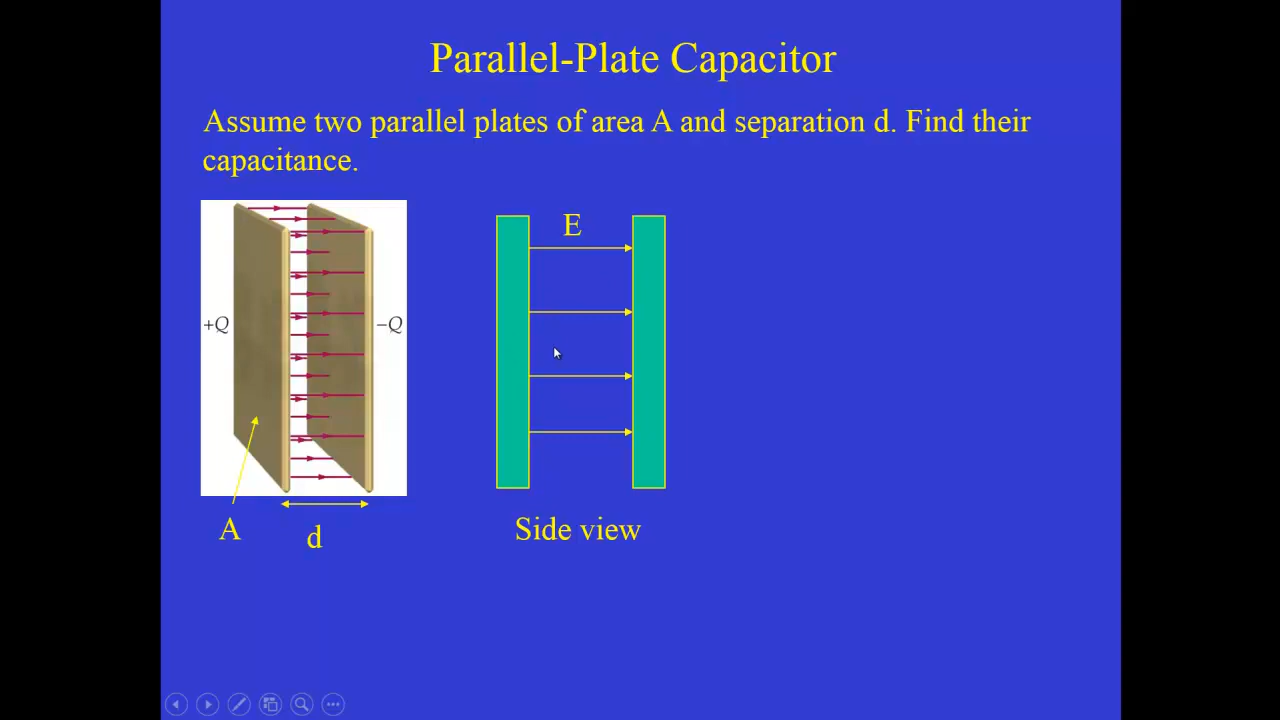 Parallel-Plate Capacitor
Assume two parallel plates of area A and separation d. Find their
capacitance.
E
+Q
−Q
A
d
Side view